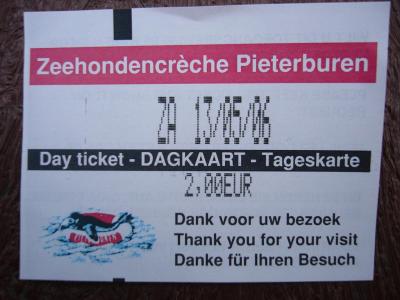 Zeehondencrèche Pieterburen
ZA 13/05/06
Day ticket - DAGKAART - Tageskarte
2,00EUR
Dank voor uw bezoek
Thank you for your visit
Danke für Ihren Besuch